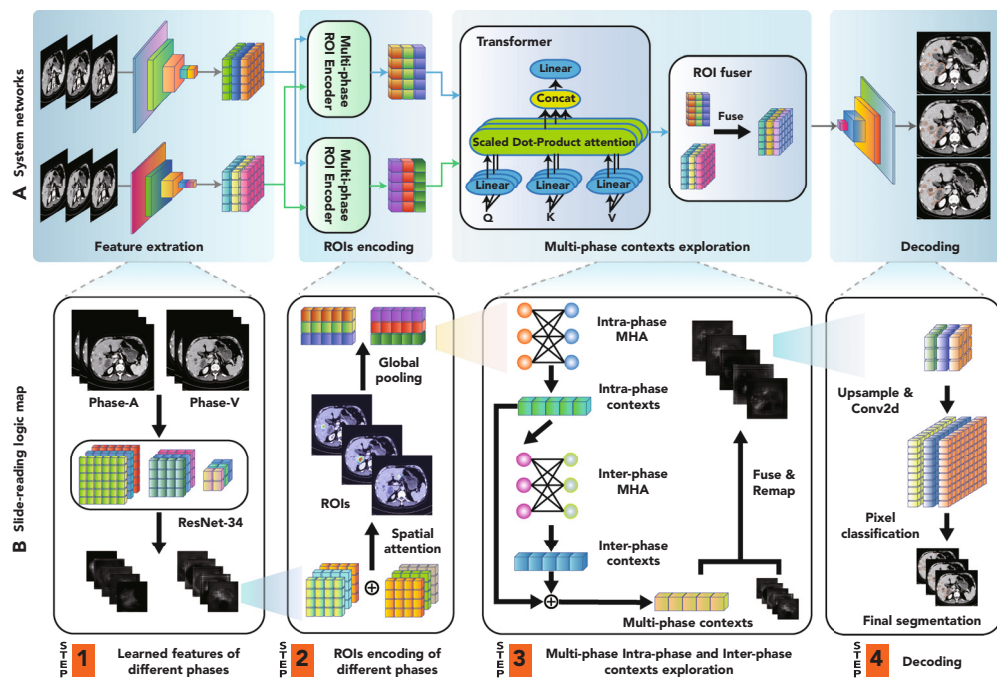 A System networks
Multi-phase
ROI Encoder
Multi-phase
ROI Encoder
Transformer
Linear
Concat
Scaled Dot-Product attention
Linear
Linear
Linear
Q
K
V
ROI fuser
Fuse
Feature extration
ROIs encoding
Multi-phase contexts exploration
Decoding
B Slide-reading logic map
Phase-A
Phase-V
ResNet-34
Global
pooling
ROIs
Spatial
attention
Intra-phase
MHA
Intra-phase
contexts
Inter-phase
MHA
Inter-phase
contexts
Multi-phase contexts
Fuse &
Remap
Upsample &
Conv2d
Pixel
classification
Final segmentation
STEP 1
Learned features of
different phases
STEP 2
ROIs encoding of
different phases
STEP 3
Multi-phase Intra-phase and Inter-phase
contexts exploration
STEP 4
Decoding